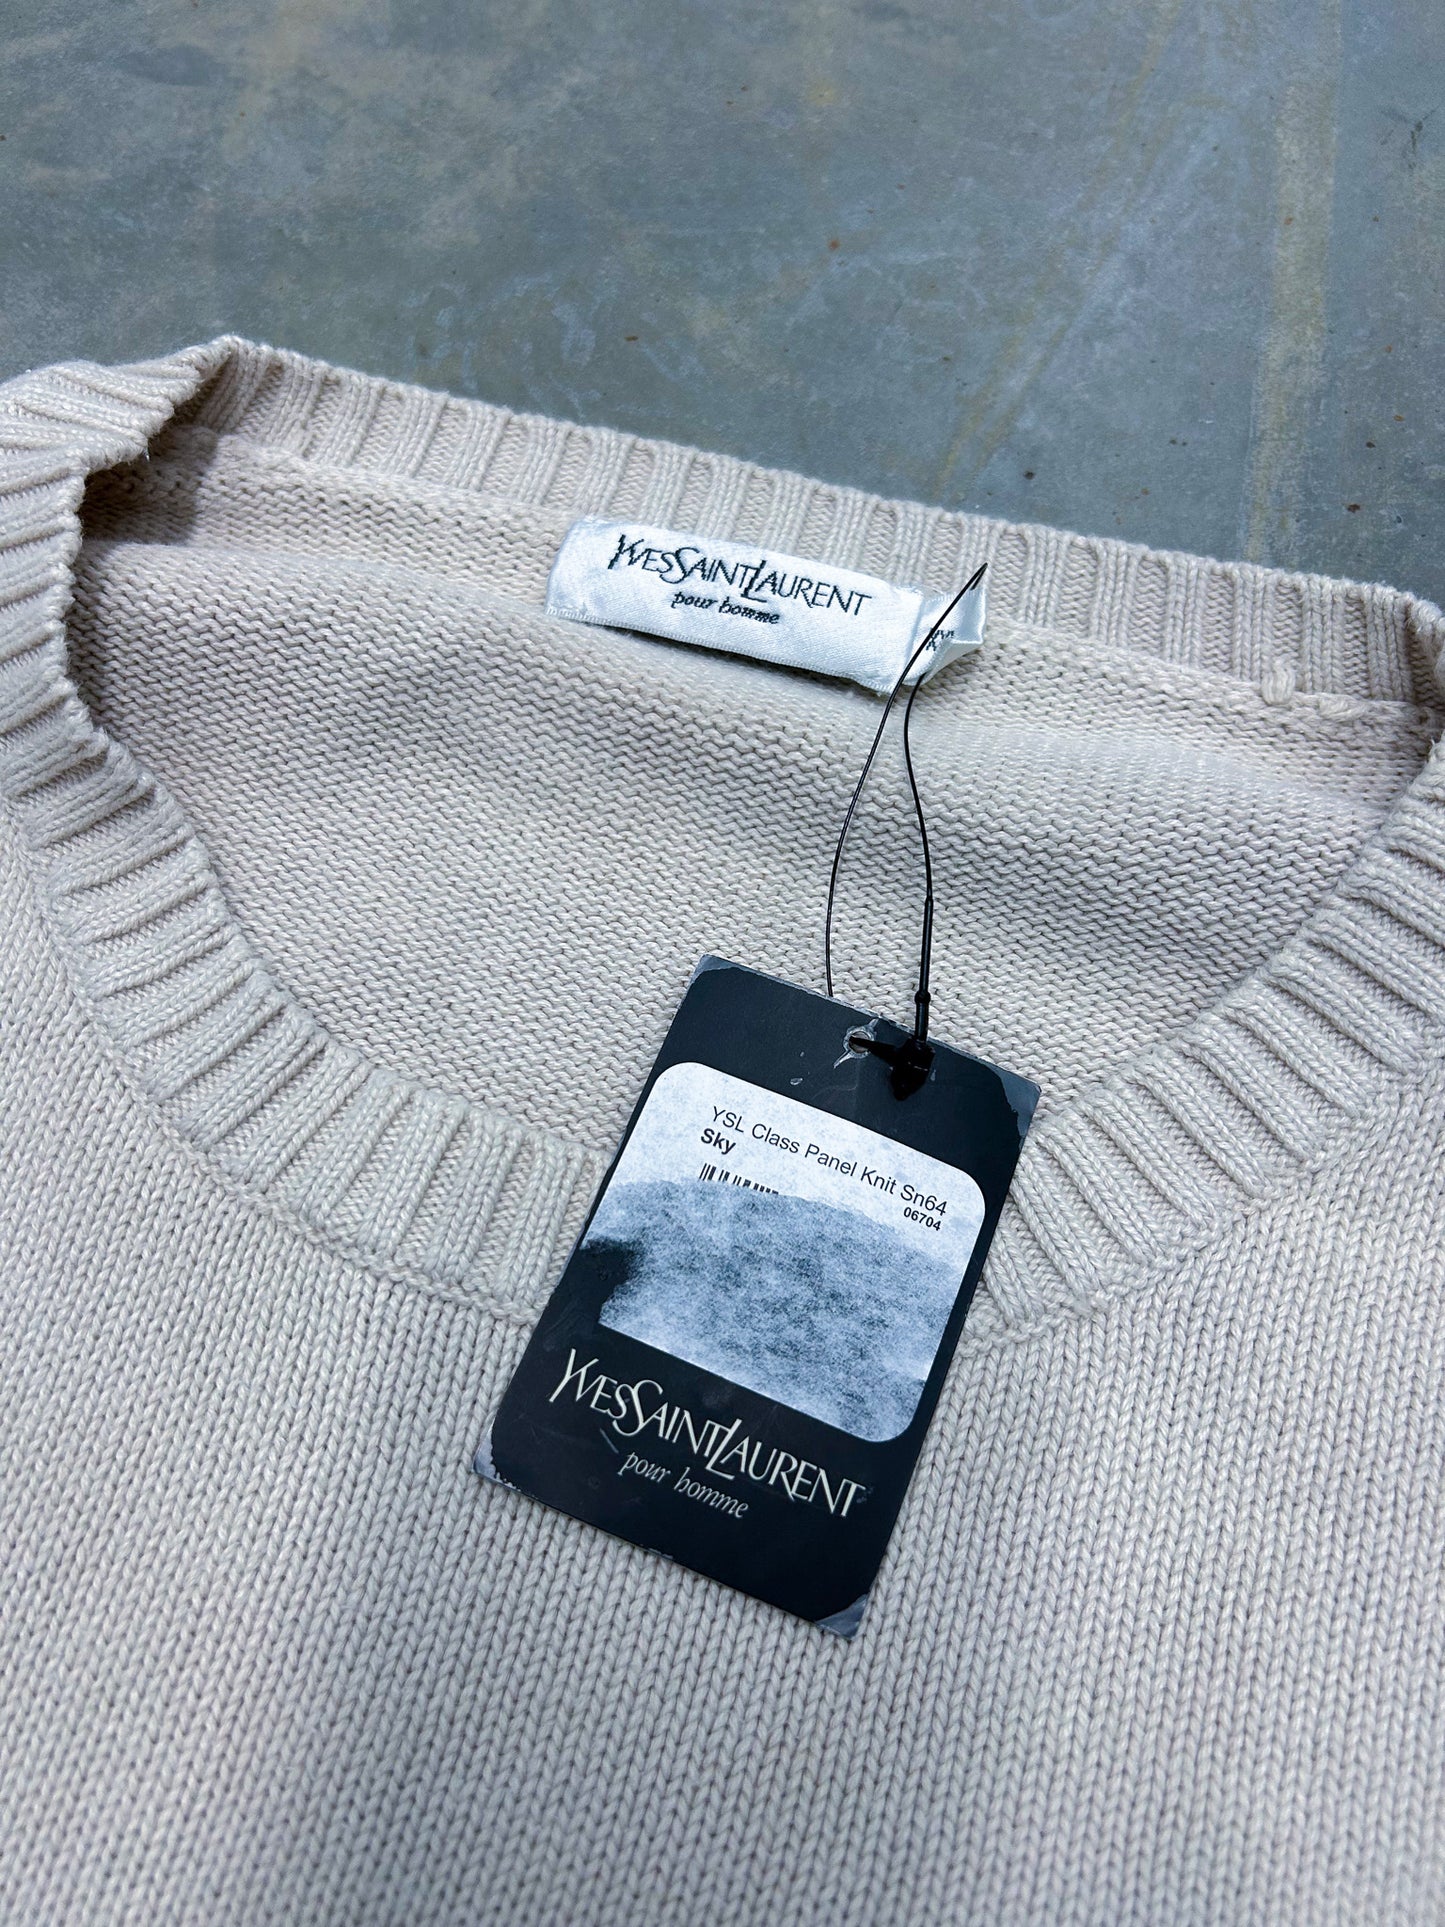 YVESSAINTLAURENT
pour homme
YSL Class Panel Knit Sn64
Sky
06704
YVESSAINTLAURENT
pour homme